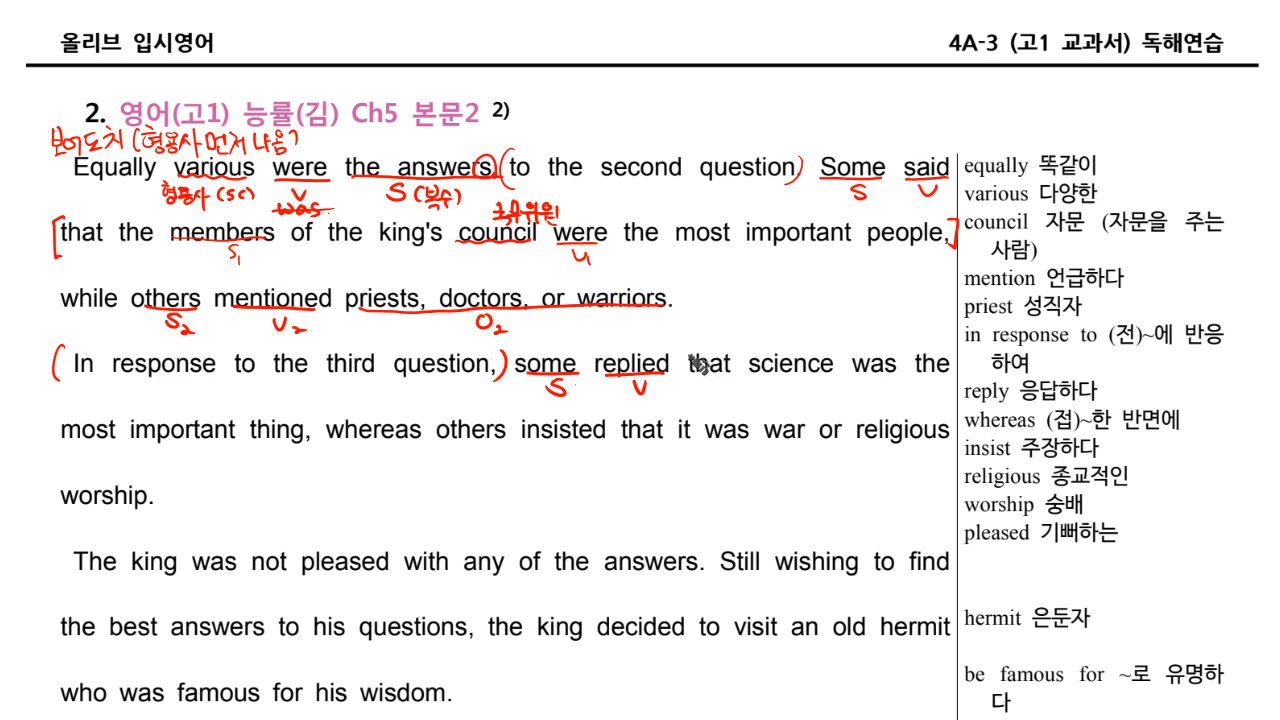 올리브 입시영어
4A-3 (고1 교과서) 독해연습
2. 영어(고1) 능률(김) Ch5 본문2 2)
보어도치 (형용사 먼저 나옴)
Equally various were the answers (to the second question) Some said
형용사 (SC) V S (복수) S V
was
국유위원
[that the members of the king's council were the most important people,]
S₁ V₁
while others mentioned priests, doctors, or warriors.
S₂ V₂ O₂
(In response to the third question,) some replied that science was the
S V
most important thing, whereas others insisted that it was war or religious
worship.
The king was not pleased with any of the answers. Still wishing to find
the best answers to his questions, the king decided to visit an old hermit
who was famous for his wisdom.
equally 똑같이
various 다양한
council 자문 (자문을 주는
사람)
mention 언급하다
priest 성직자
in response to (전)~에 반응
하여
reply 응답하다
whereas (접)~한 반면에
insist 주장하다
religious 종교적인
worship 숭배
pleased 기뻐하는
hermit 은둔자
be famous for ~로 유명하
다